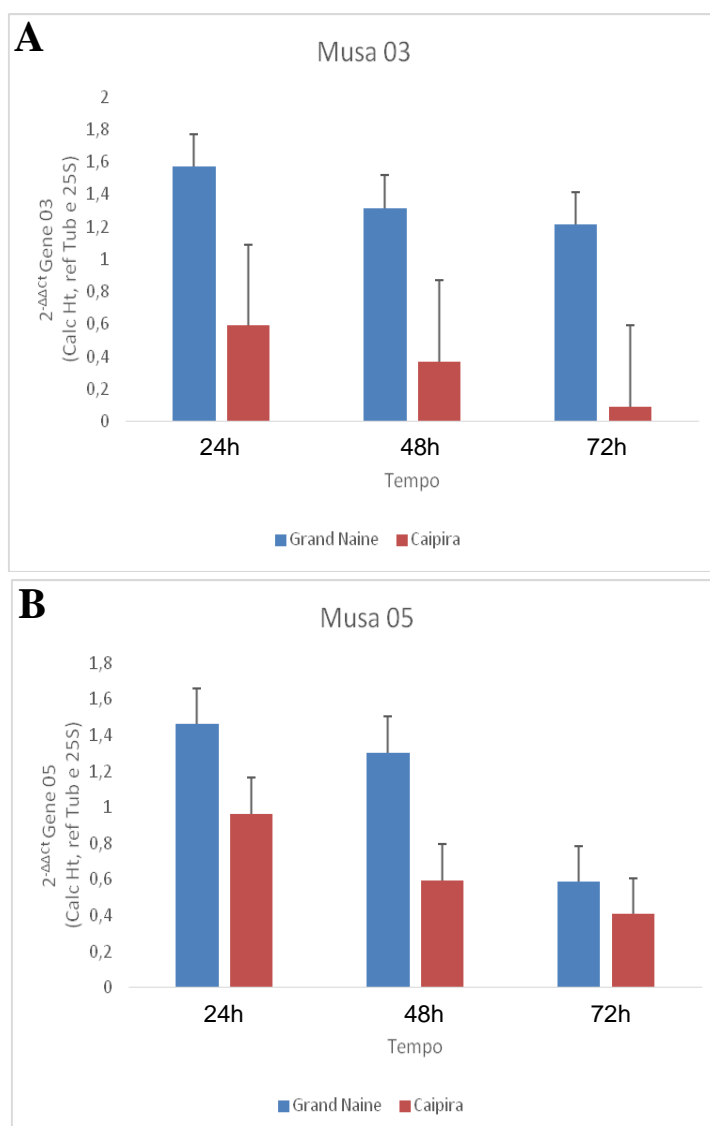 A
Musa 03
2
1,8
1,6
1,4
1,2
1
0,8
0,6
0,4
0,2
0
2-ΔΔCt Gene 03
(Calc Ht, ref Tub e 25S)
24h 48h 72h
Tempo
Grand Naine Caipira
B
Musa 05
1,8
1,6
1,4
1,2
1
0,8
0,6
0,4
0,2
0
2-ΔΔCt Gene 05
(Calc Ht, ref Tub e 25S)
24h 48h 72h
Tempo
Grand Naine Caipira